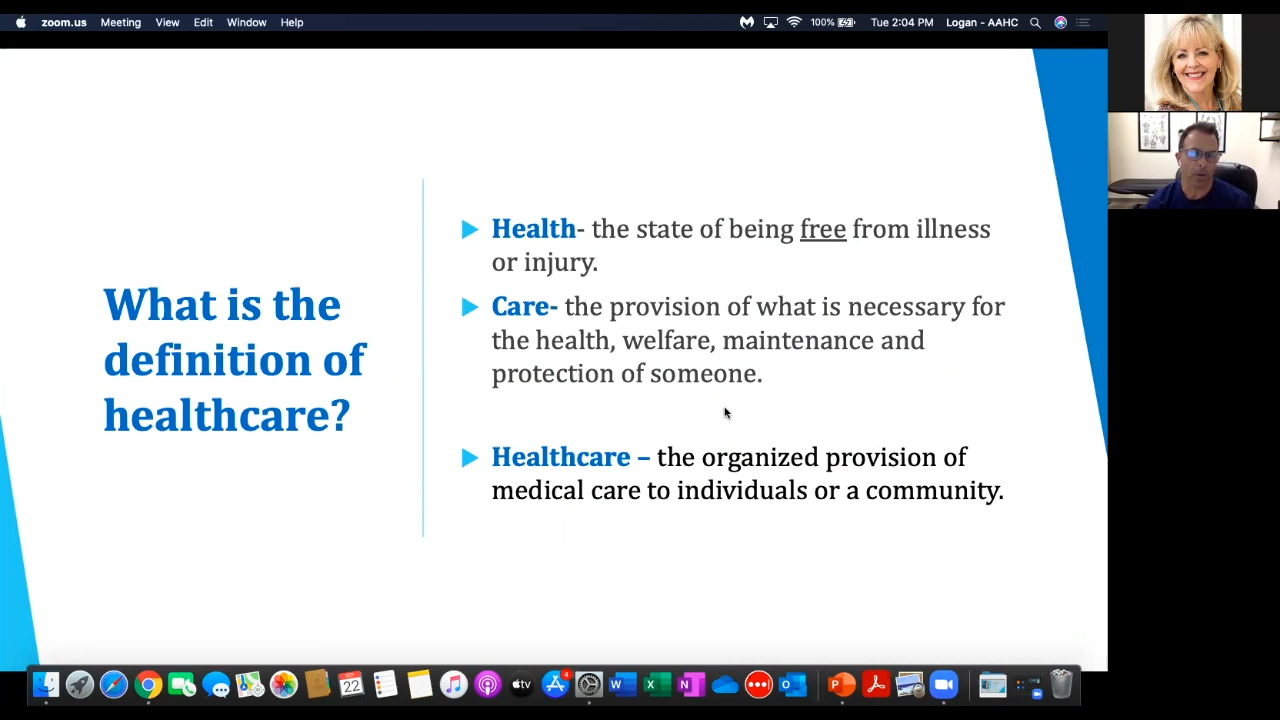 zoom.us Meeting View Edit Window Help 100% Tue 2:04 PM Logan - AAHC
What is the
definition of
healthcare?
Health- the state of being free from illness
or injury.
Care- the provision of what is necessary for
the health, welfare, maintenance and
protection of someone.
Healthcare – the organized provision of
medical care to individuals or a community.
22
tv
4
W
X
N
P